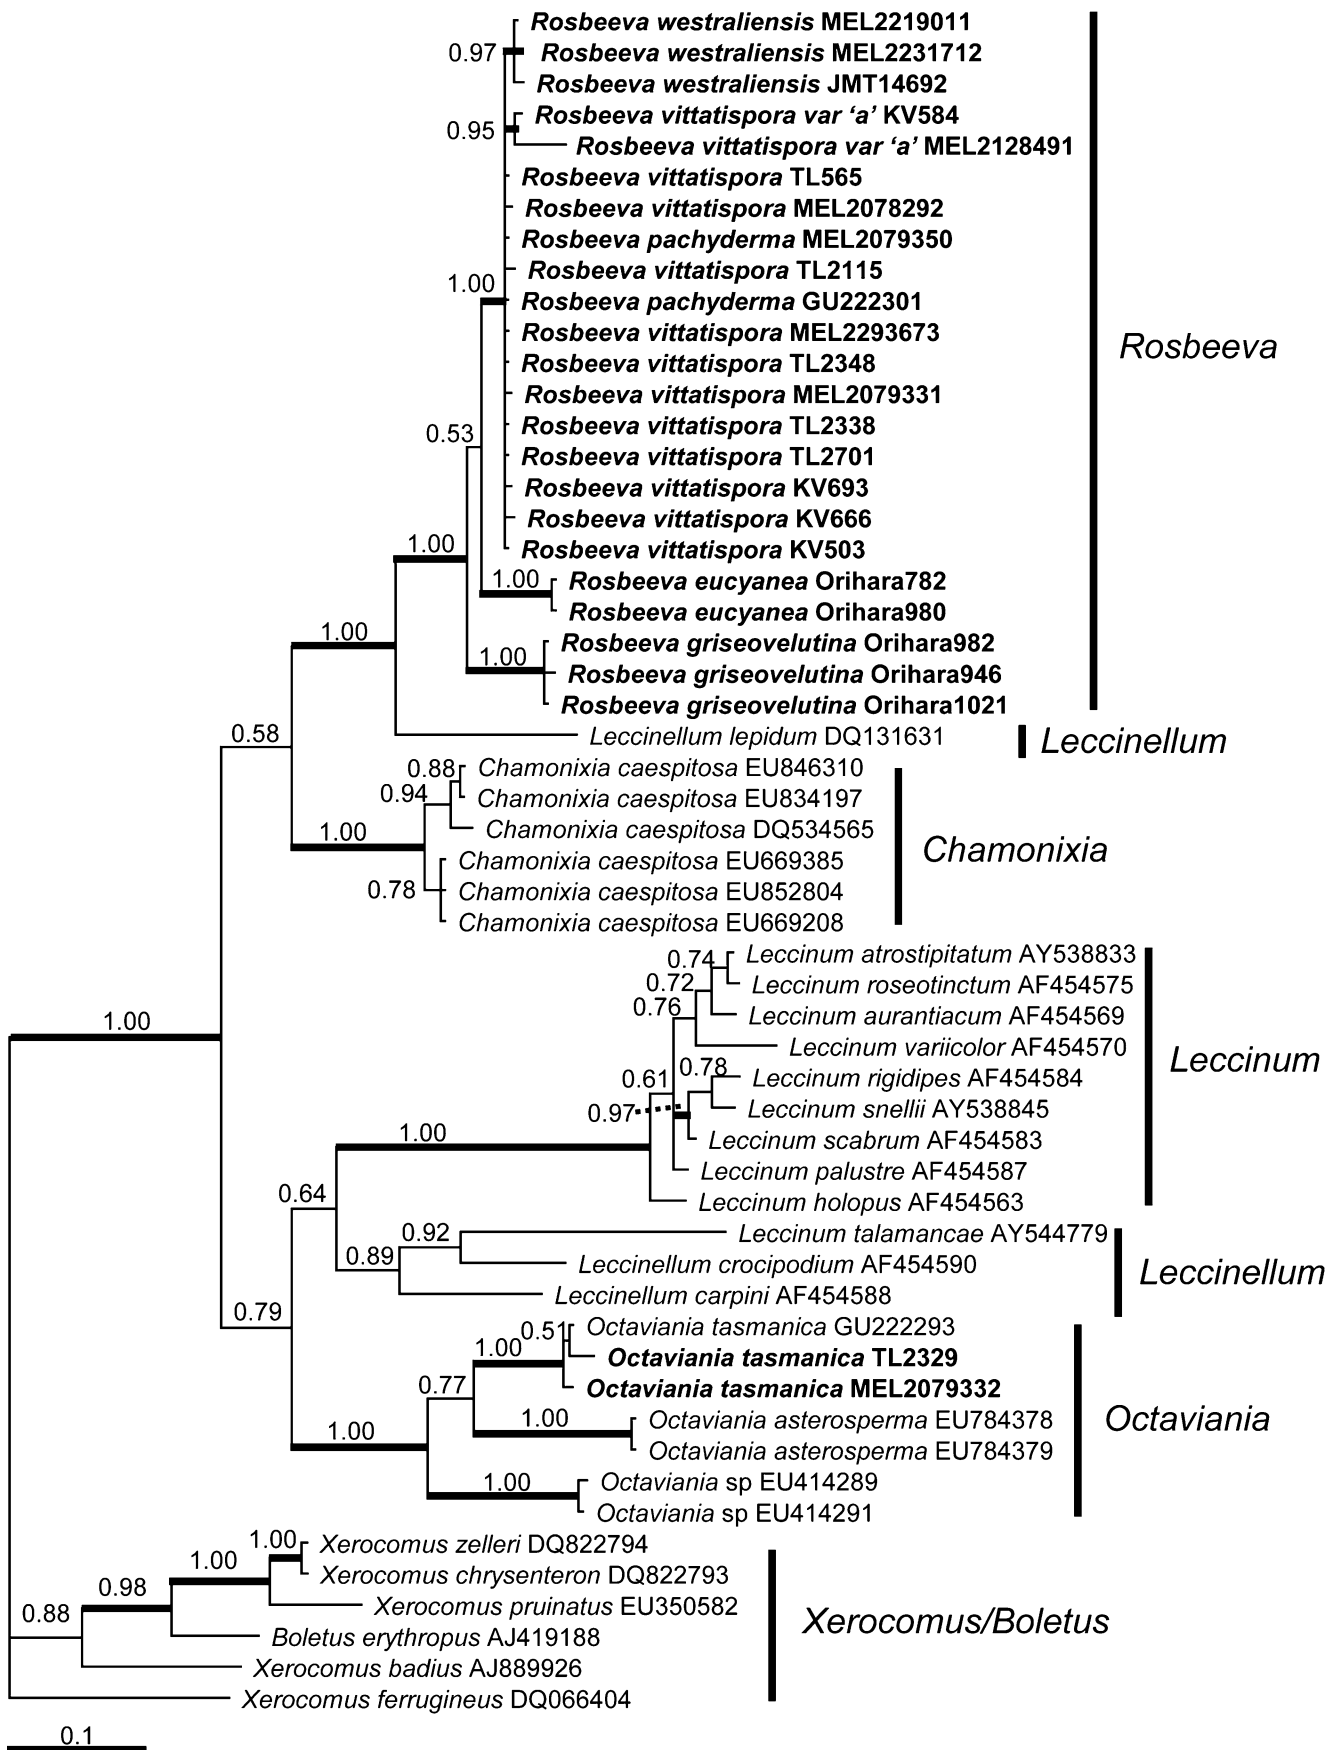 Rosbeeva westraliensis MEL2219011
0.97
Rosbeeva westraliensis MEL2231712
Rosbeeva westraliensis JMT14692
Rosbeeva vittatispora var ‘a’ KV584
0.95
Rosbeeva vittatispora var ‘a’ MEL2128491
Rosbeeva vittatispora TL565
Rosbeeva vittatispora MEL2078292
Rosbeeva pachyderma MEL2079350
Rosbeeva vittatispora TL2115
1.00
Rosbeeva pachyderma GU222301
Rosbeeva vittatispora MEL2293673
Rosbeeva
Rosbeeva vittatispora TL2348
Rosbeeva vittatispora MEL2079331
Rosbeeva vittatispora TL2338
0.53
Rosbeeva vittatispora TL2701
Rosbeeva vittatispora KV693
Rosbeeva vittatispora KV666
1.00
Rosbeeva vittatispora KV503
1.00
Rosbeeva eucyanea Orihara782
Rosbeeva eucyanea Orihara980
1.00
Rosbeeva griseovelutina Orihara982
1.00
Rosbeeva griseovelutina Orihara946
Rosbeeva griseovelutina Orihara1021
0.58
Leccinellum lepidum DQ131631
Leccinellum
0.88
Chamonixia caespitosa EU846310
0.94
Chamonixia caespitosa EU834197
1.00
Chamonixia caespitosa DQ534565
Chamonixia
Chamonixia caespitosa EU669385
0.78
Chamonixia caespitosa EU852804
Chamonixia caespitosa EU669208
0.74
Leccinum atrostipitatum AY538833
0.72
Leccinum roseotinctum AF454575
0.76
Leccinum aurantiacum AF454569
1.00
Leccinum variicolor AF454570
Leccinum
0.78
0.61
Leccinum rigidipes AF454584
0.97
Leccinum snellii AY538845
1.00
Leccinum scabrum AF454583
Leccinum palustre AF454587
0.64
Leccinum holopus AF454563
0.92
Leccinum talamancae AY544779
0.89
Leccinellum crocipodium AF454590
Leccinellum
Leccinellum carpini AF454588
0.79
0.51
Octaviania tasmanica GU222293
1.00
Octaviania tasmanica TL2329
0.77
Octaviania tasmanica MEL2079332
1.00
Octaviania asterosperma EU784378
Octaviania
1.00
Octaviania asterosperma EU784379
1.00
Octaviania sp EU414289
Octaviania sp EU414291
1.00
Xerocomus zelleri DQ822794
1.00
Xerocomus chrysenteron DQ822793
0.98
Xerocomus pruinatus EU350582
0.88
Xerocomus/Boletus
Boletus erythropus AJ419188
Xerocomus badius AJ889926
Xerocomus ferrugineus DQ066404
0.1